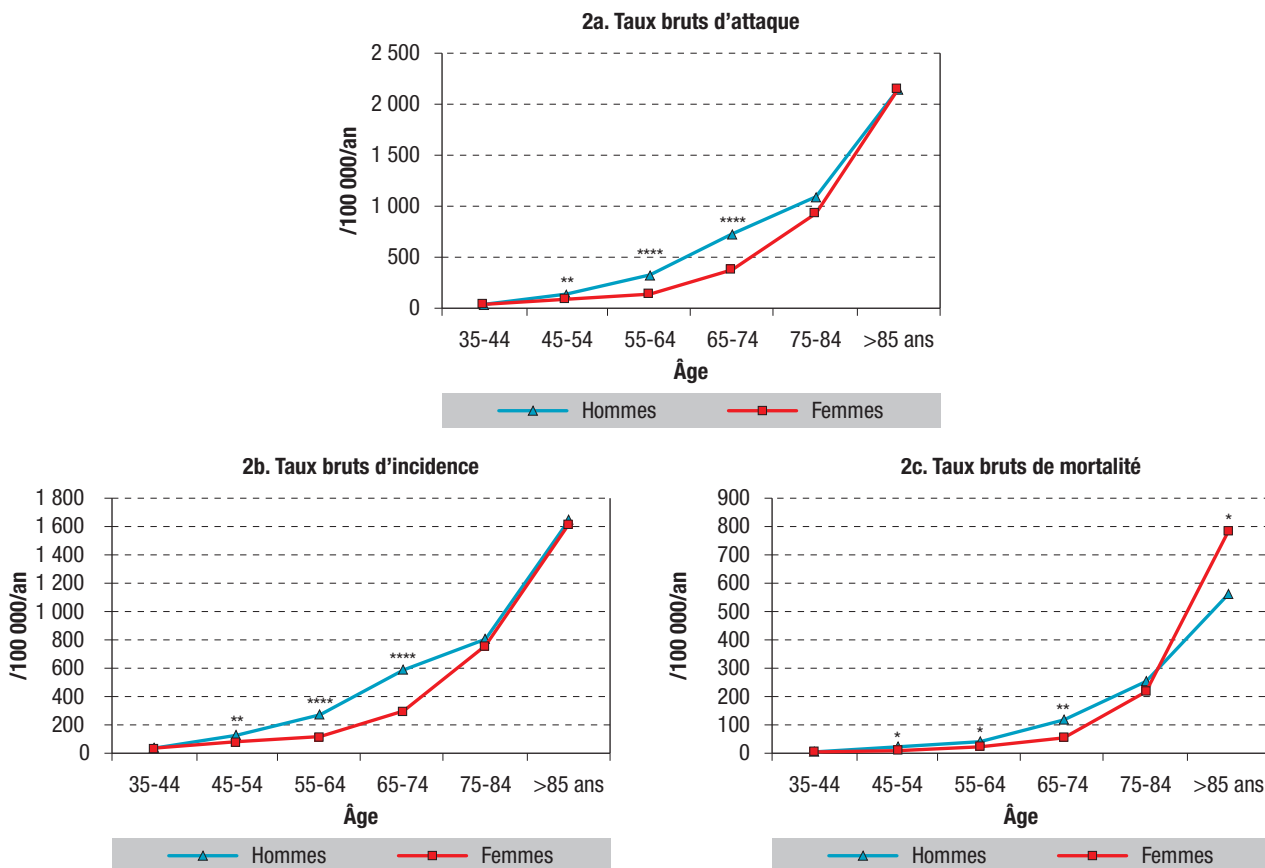 2a. Taux bruts d'attaque
/100 000/an
2 500
2 000
1 500
1 000
500
0
**
****
****
35-44 45-54 55-64 65-74 75-84 >85 ans
Âge
Hommes Femmes
2b. Taux bruts d'incidence
/100 000/an
1 800
1 600
1 400
1 200
1 000
800
600
400
200
0
**
****
****
35-44 45-54 55-64 65-74 75-84 >85 ans
Âge
Hommes Femmes
2c. Taux bruts de mortalité
/100 000/an
900
800
700
600
500
400
300
200
100
0
*
*
**
*
35-44 45-54 55-64 65-74 75-84 >85 ans
Âge
Hommes Femmes